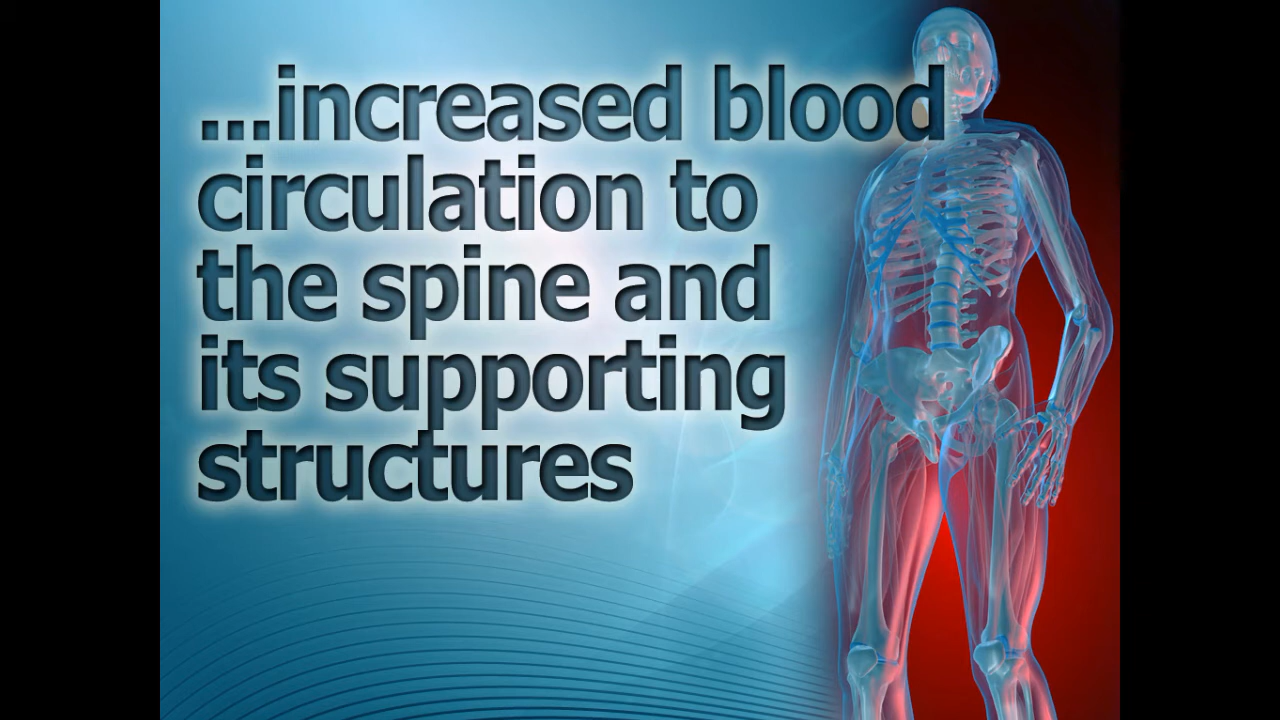 ...increased blood
circulation to
the spine and
its supporting
structures